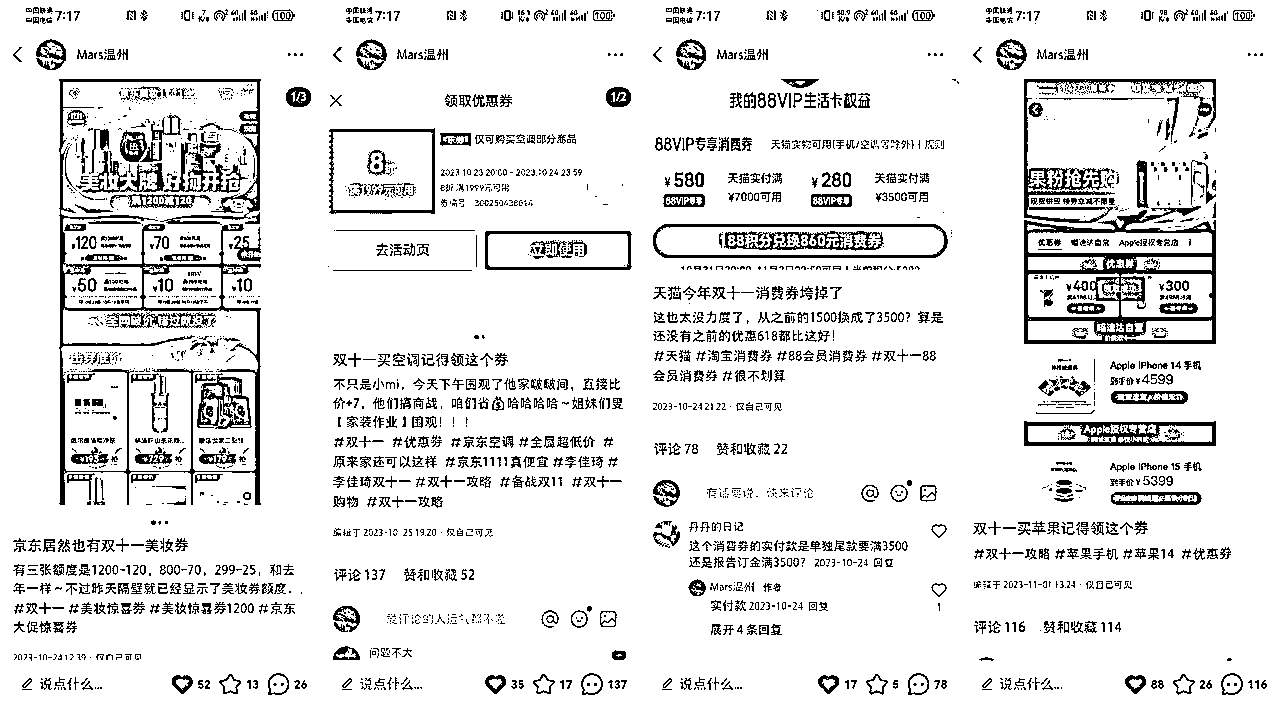 7:17
Mars温州
1/3
美妆大牌 好物开抢
满1200减120
¥120
¥70
¥25
¥50
¥10
¥10
京东居然也有双十一美妆券
有三张额度是1200-120，800-70，299-25，和去
年一样～不过昨天隔壁就已经显示了美妆券额度．．
#双十一 #美妆惊喜券 #美妆惊喜券1200 #京东
大促惊喜券
2023-10-24 12:39 · 仅自己可见
说点什么...
52
13
26
7:17
Mars温州
领取优惠券
1/2
8折
仅可购买空调部分商品
2023.10.23 20:00 - 2023.10.24 23:59
8折 满1999元可用
去活动页
立即使用
双十一买空调记得领这个券
不只是小mi，今天下午围观了他家啵啵间，直接比
价+7，他们搞商战，咱们省💰哈哈哈哈～姐妹们叟
【家装作业】围观！！！
#双十一 #优惠券 #京东空调 #全屋超低价 #
原来家还可以这样 #京东1111真便宜 #李佳琦 #
李佳琦双十一 #双十一攻略 #备战双11 #双十一
购物 #双十一攻略
编辑于 2023-10-25 19:20 · 仅自己可见
评论 137 赞和收藏 52
爱评论的人运气都不差
问题不大
说点什么...
35
17
137
7:17
Mars温州
我的88VIP生活卡权益
88VIP专享消费券 天猫实物可用(手机/空调等除外) | 规则
¥580 天猫实付满
88VIP专享 ¥7000可用
¥280 天猫实付满
88VIP专享 ¥3500可用
188积分兑换860元消费券
天猫今年双十一消费券垮掉了
这也太没力度了，从之前的1500换成了3500？算是
还没有之前的优惠618都比这好！
#天猫 #淘宝消费券 #88会员消费券 #双十一88
会员消费券 #很不划算
2023-10-24 21:22 · 仅自己可见
评论 78 赞和收藏 22
有话要说，快来评论
丹丹的日记
这个消费券的实付款是单独尾款要满3500
还是报告订金满3500？ 2023-10-24 回复
Mars温州 作者
实付款 2023-10-24 回复
1
展开 4 条回复
说点什么...
17
5
78
7:17
Mars温州
果粉抢先购
优惠券 Apple授权专营店
优惠券
¥400
¥300
Apple iPhone 14 手机
到手价¥4599
Apple授权专营店
Apple iPhone 15 手机
到手价¥5399
双十一买苹果记得领这个券
#双十一攻略 #苹果手机 #苹果14 #优惠券
编辑于 2023-11-01 13:24 · 仅自己可见
评论 116 赞和收藏 114
说点什么...
88
26
116